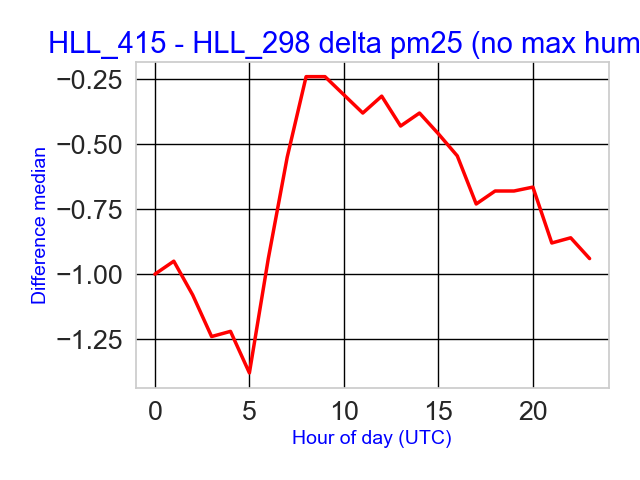 HLL_415 - HLL_298 delta pm25 (no max hum
−0.25
−0.50
−0.75
−1.00
−1.25
Difference median
0 5 10 15 20
Hour of day (UTC)